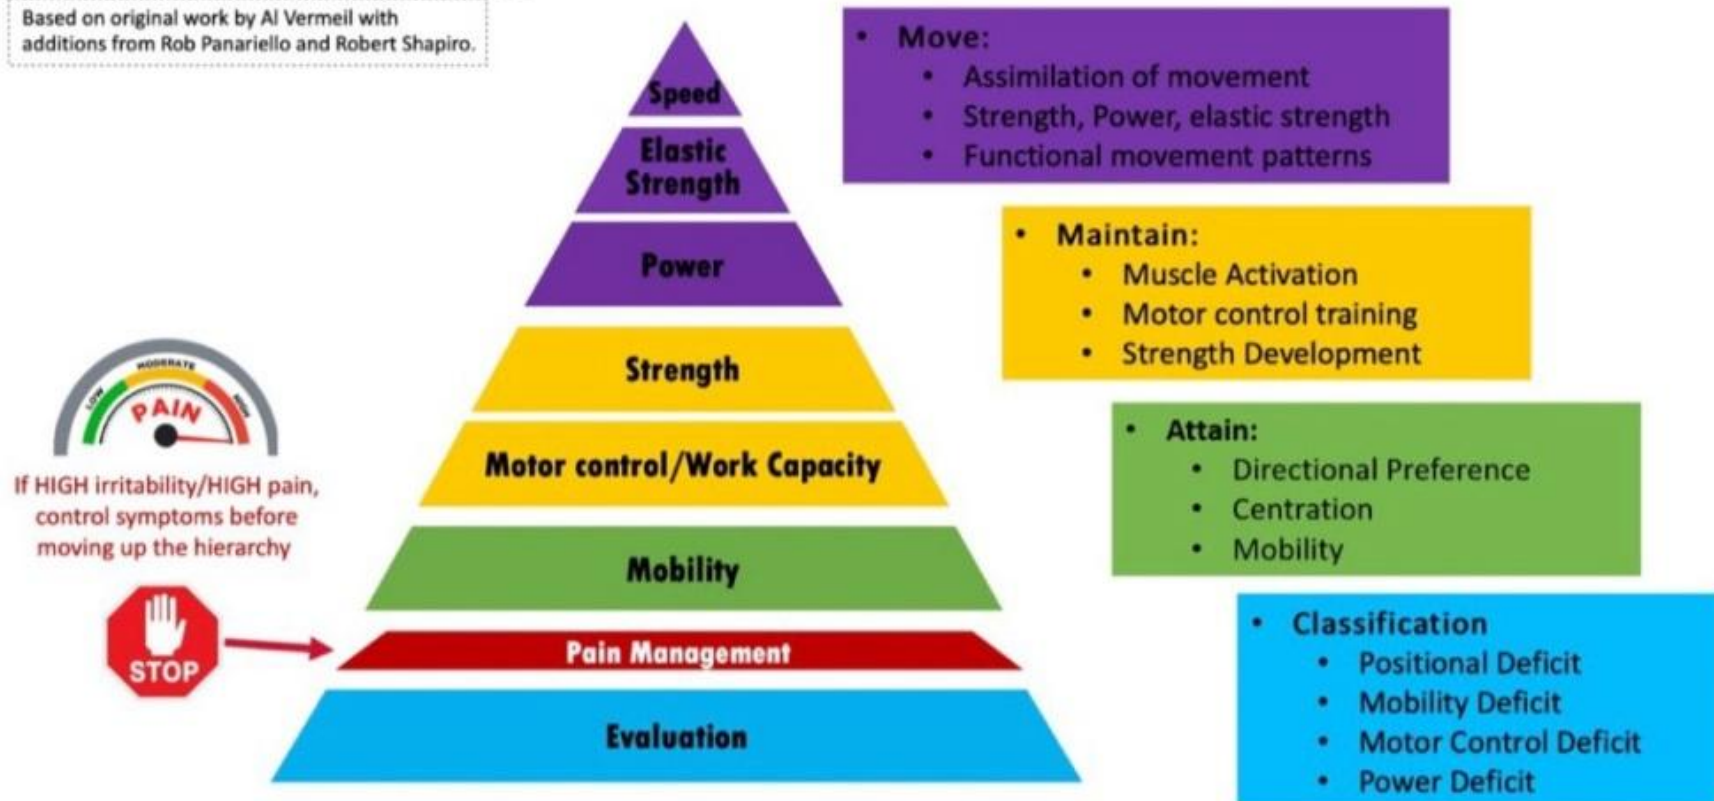 Based on original work by Al Vermeil with
additions from Rob Panariello and Robert Shapiro.
Speed
Elastic
Strength
Power
Strength
Motor control/Work Capacity
Mobility
Pain Management
Evaluation
LOW
MODERATE
HIGH
PAIN
If HIGH irritability/HIGH pain,
control symptoms before
moving up the hierarchy
STOP
• Move:
• Assimilation of movement
• Strength, Power, elastic strength
• Functional movement patterns
• Maintain:
• Muscle Activation
• Motor control training
• Strength Development
• Attain:
• Directional Preference
• Centration
• Mobility
• Classification
• Positional Deficit
• Mobility Deficit
• Motor Control Deficit
• Power Deficit